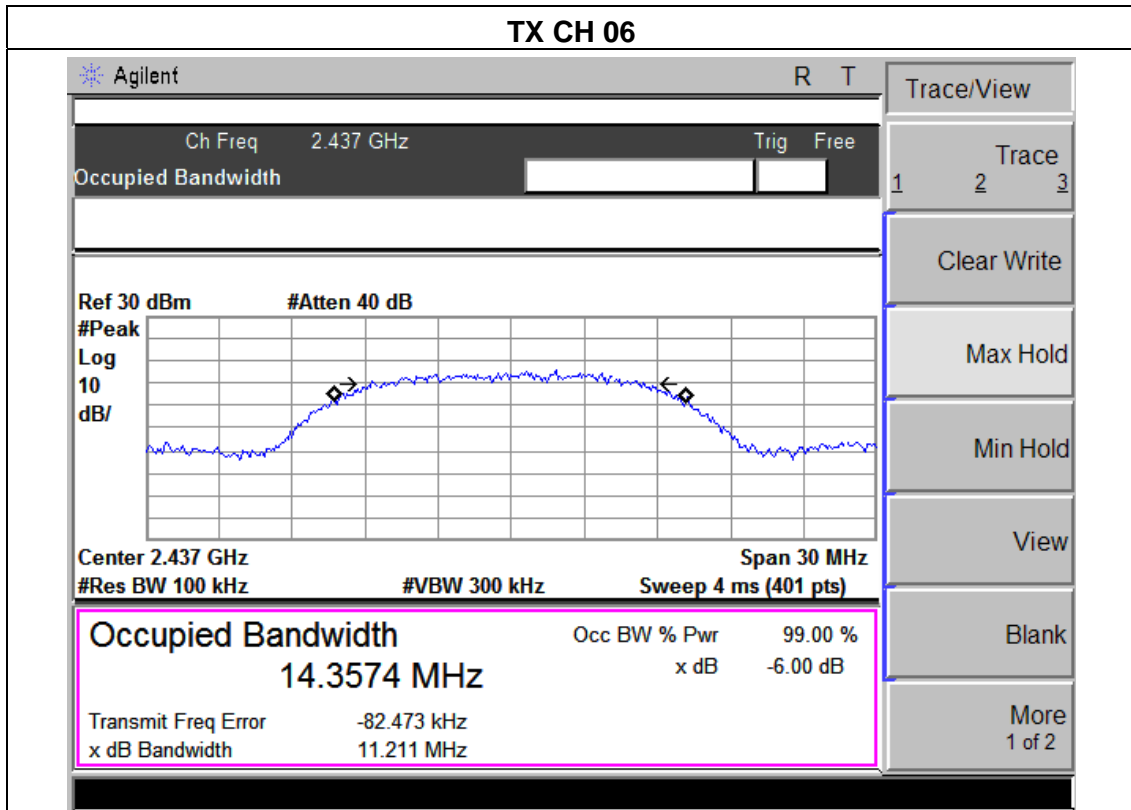 TX CH 06
Agilent R T
Ch Freq 2.437 GHz Trig Free
Occupied Bandwidth
Ref 30 dBm #Atten 40 dB
#Peak
Log
10
dB/
Center 2.437 GHz Span 30 MHz
#Res BW 100 kHz #VBW 300 kHz Sweep 4 ms (401 pts)
Occupied Bandwidth Occ BW % Pwr 99.00 %
14.3574 MHz x dB -6.00 dB
Transmit Freq Error -82.473 kHz
x dB Bandwidth 11.211 MHz
Trace/View
Trace
1 2 3
Clear Write
Max Hold
Min Hold
View
Blank
More
1 of 2